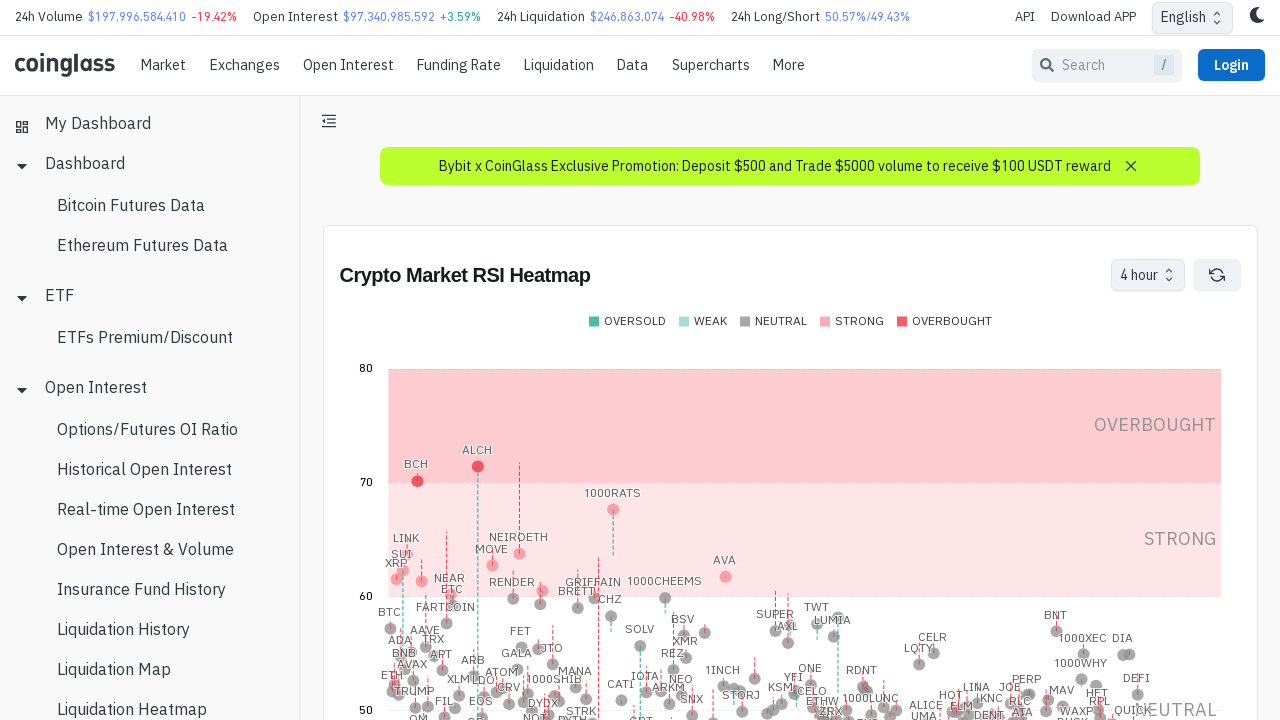 24h Volume $197,996,584,410 -19.42% Open Interest $97,340,985,592 +3.59% 24h Liquidation $246,863,074 -40.98% 24h Long/Short 50.57%/49.43% API Download APP English
coinglass Market Exchanges Open Interest Funding Rate Liquidation Data Supercharts More Search / Login
My Dashboard
Dashboard
Bitcoin Futures Data
Ethereum Futures Data
ETF
ETFs Premium/Discount
Open Interest
Options/Futures OI Ratio
Historical Open Interest
Real-time Open Interest
Open Interest & Volume
Insurance Fund History
Liquidation History
Liquidation Map
Liquidation Heatmap
Bybit x CoinGlass Exclusive Promotion: Deposit $500 and Trade $5000 volume to receive $100 USDT reward
Crypto Market RSI Heatmap 4 hour
OVERSOLD WEAK NEUTRAL STRONG OVERBOUGHT
80
OVERBOUGHT
ALCH
BCH
70
1000RATS
LINK NEIROETH STRONG
SUI MOVE
XRP AVA
NEAR RENDER GRIFFAIN 1000CHEEMS
ETC BRETT
60
CHZ
BTC FARTCOIN SUPER TWT BNT
AAVE FET SOLV BSV AXL LUMIA
ADA TRX XMR 1000XEC DIA
BNB APT GALA JTO REZ LQTY CELR
AVAX ARB 1000WHY
ETH XLM LDO ATOM 1000SHIB MANA IOTA NEO 1INCH YFI ONE RDNT PERP DEFI
TRUMP CRV CATI ARKM KSM CELO LINA JOE MAV
FIL EOS DYDX SNX STORJ ETHW 1000LUNC HOT KNC HFT
50 STRK ZRX ALICE FLM RLC RPL
NEUTRAL
NOT UMA DENT ATA WAXP QUICK